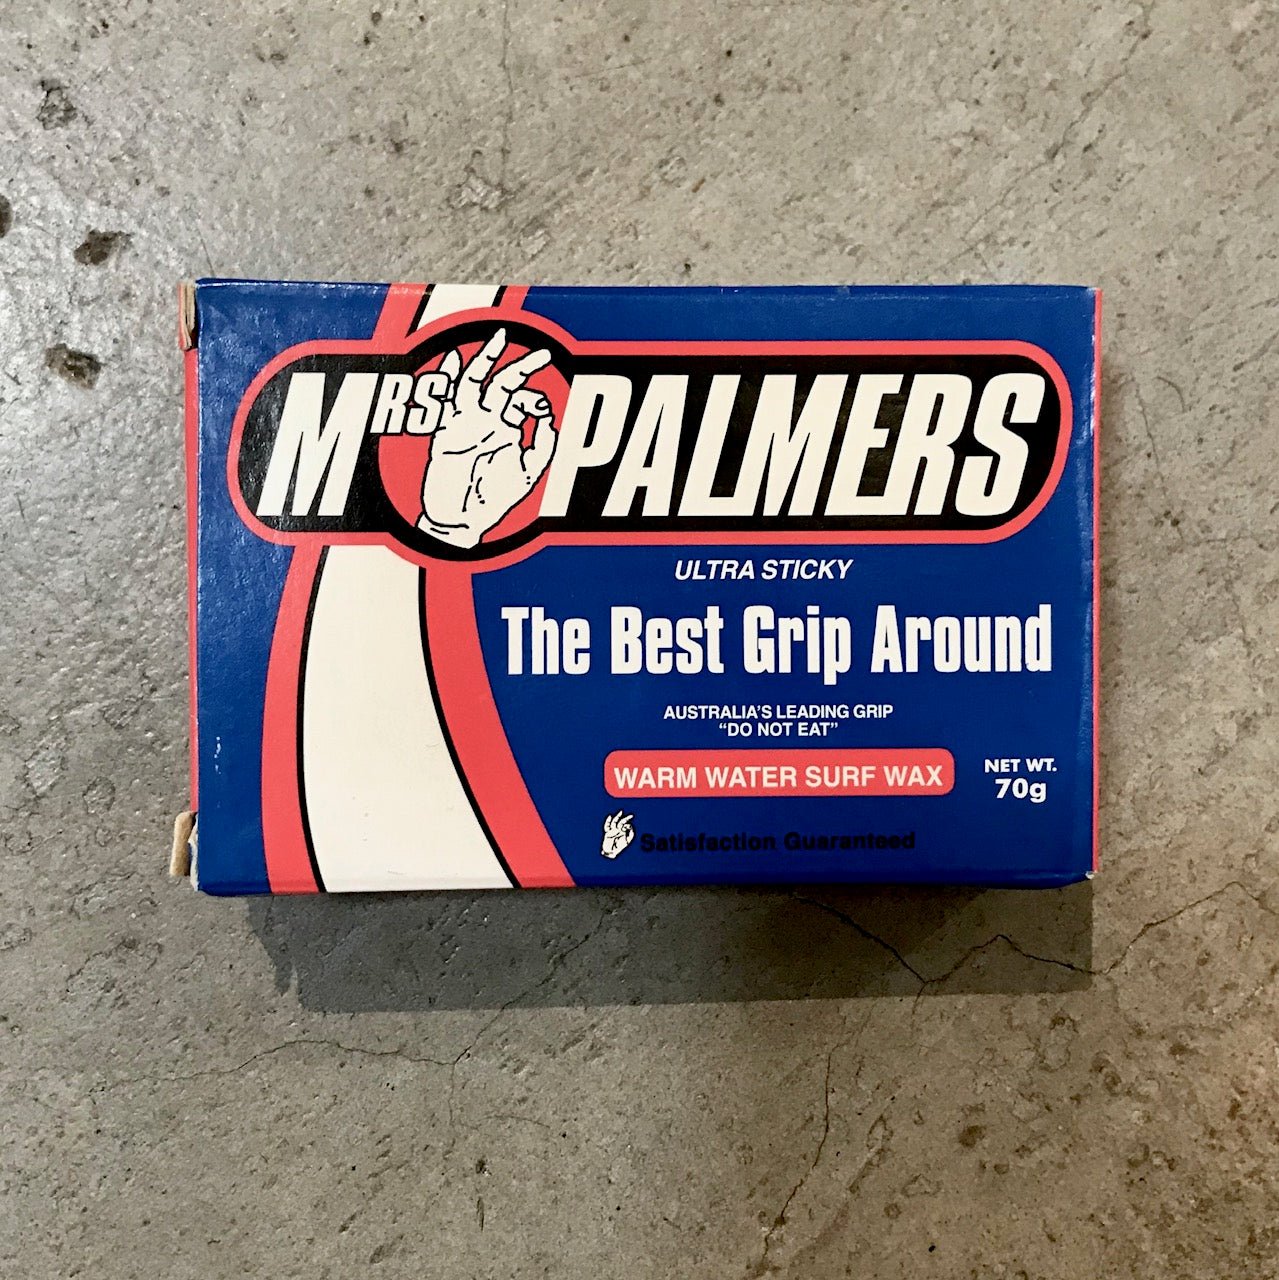 MRS PALMERS
ULTRA STICKY
The Best Grip Around
AUSTRALIA'S LEADING GRIP
“DO NOT EAT”
WARM WATER SURF WAX
NET WT.
70g
Satisfaction Guaranteed